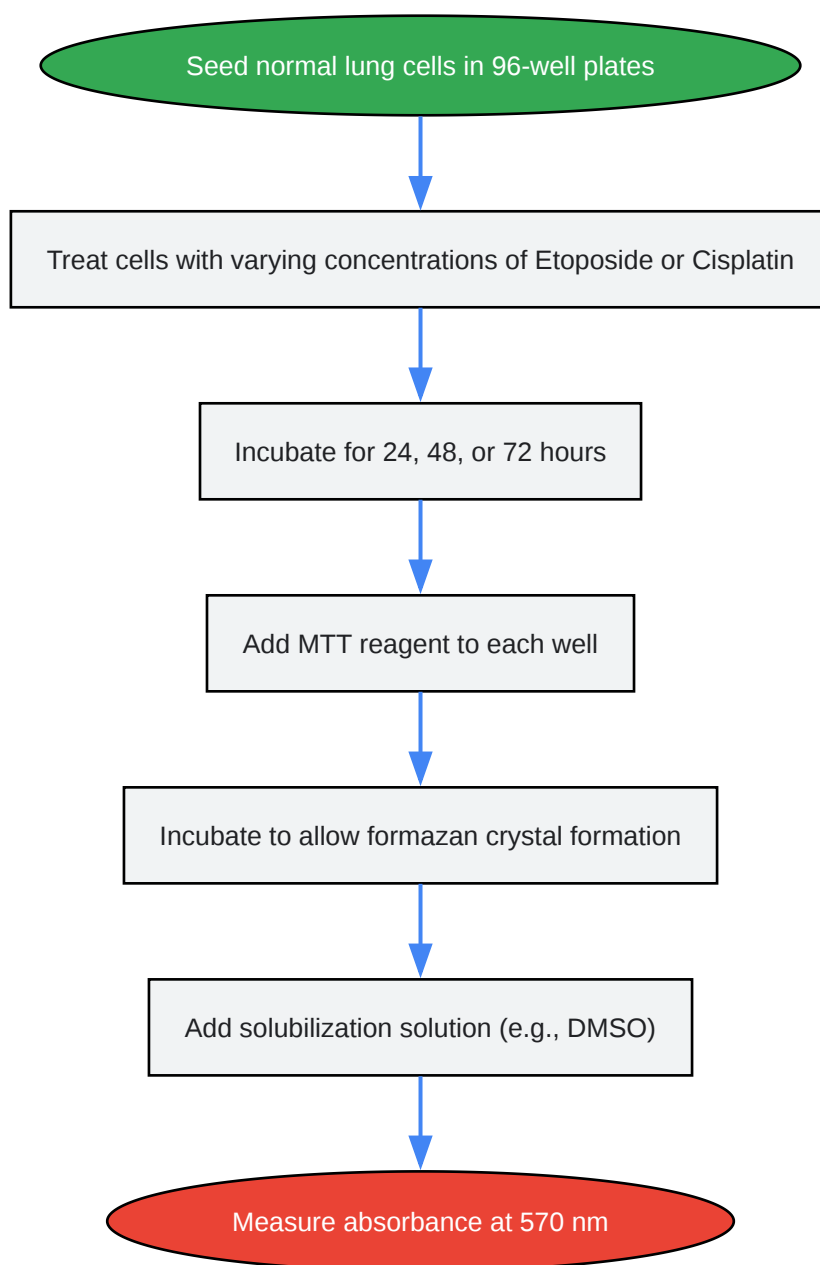 Seed normal lung cells in 96-well plates
Treat cells with varying concentrations of Etoposide or Cisplatin
Incubate for 24, 48, or 72 hours
Add MTT reagent to each well
Incubate to allow formazan crystal formation
Add solubilization solution (e.g., DMSO)
Measure absorbance at 570 nm